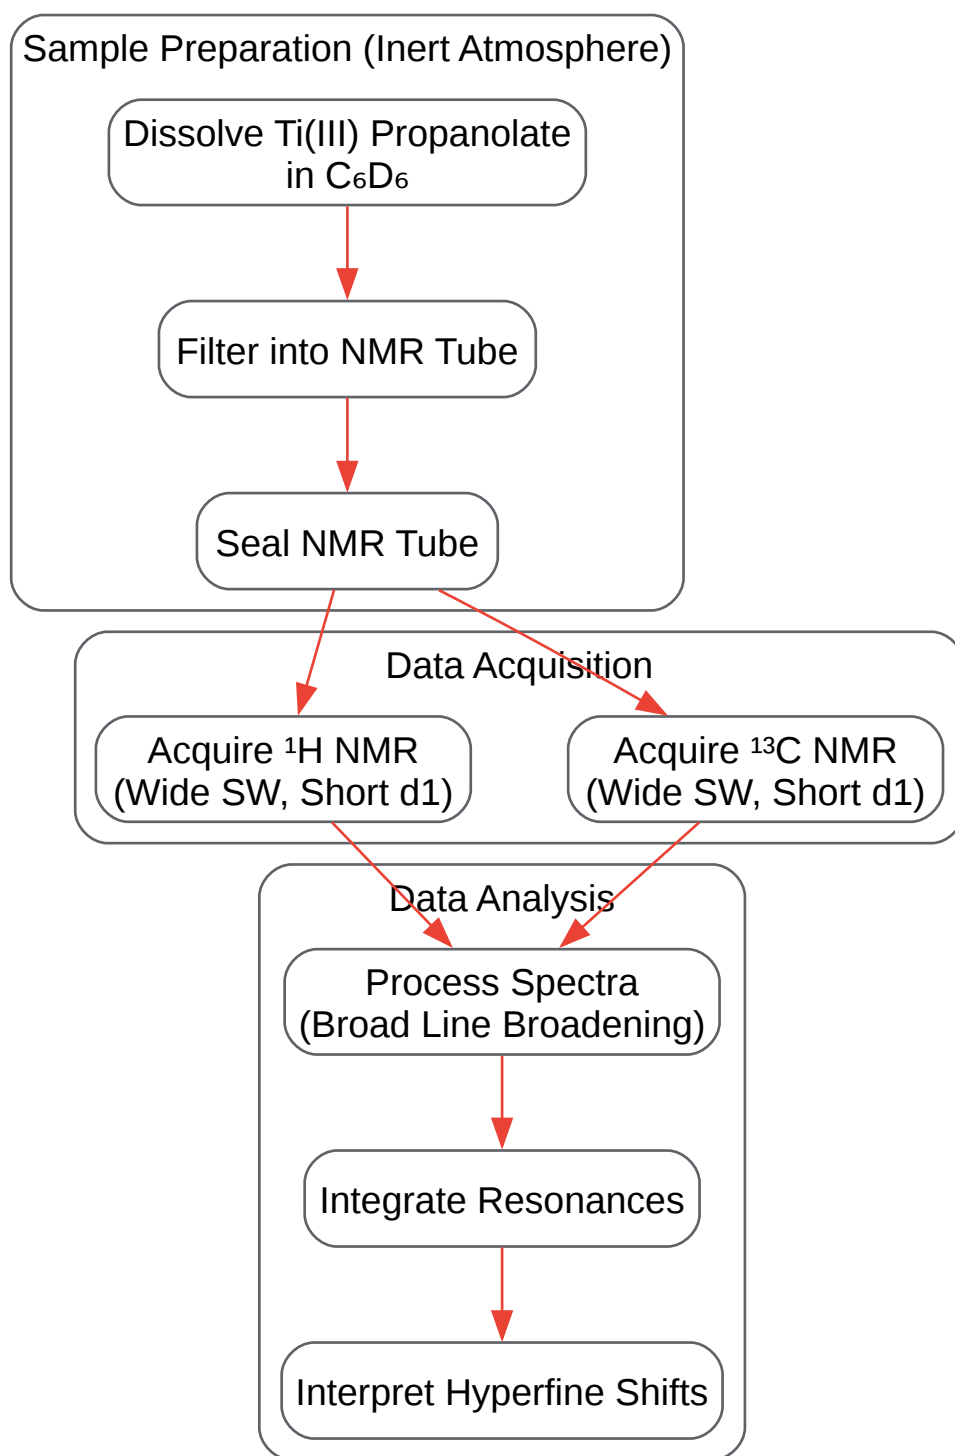 Sample Preparation (Inert Atmosphere)
Dissolve Ti(III) Propanolate
in C₆D₆
Filter into NMR Tube
Seal NMR Tube
Data Acquisition
Acquire ¹H NMR
(Wide SW, Short d1)
Acquire ¹³C NMR
(Wide SW, Short d1)
Data Analysis
Process Spectra
(Broad Line Broadening)
Integrate Resonances
Interpret Hyperfine Shifts